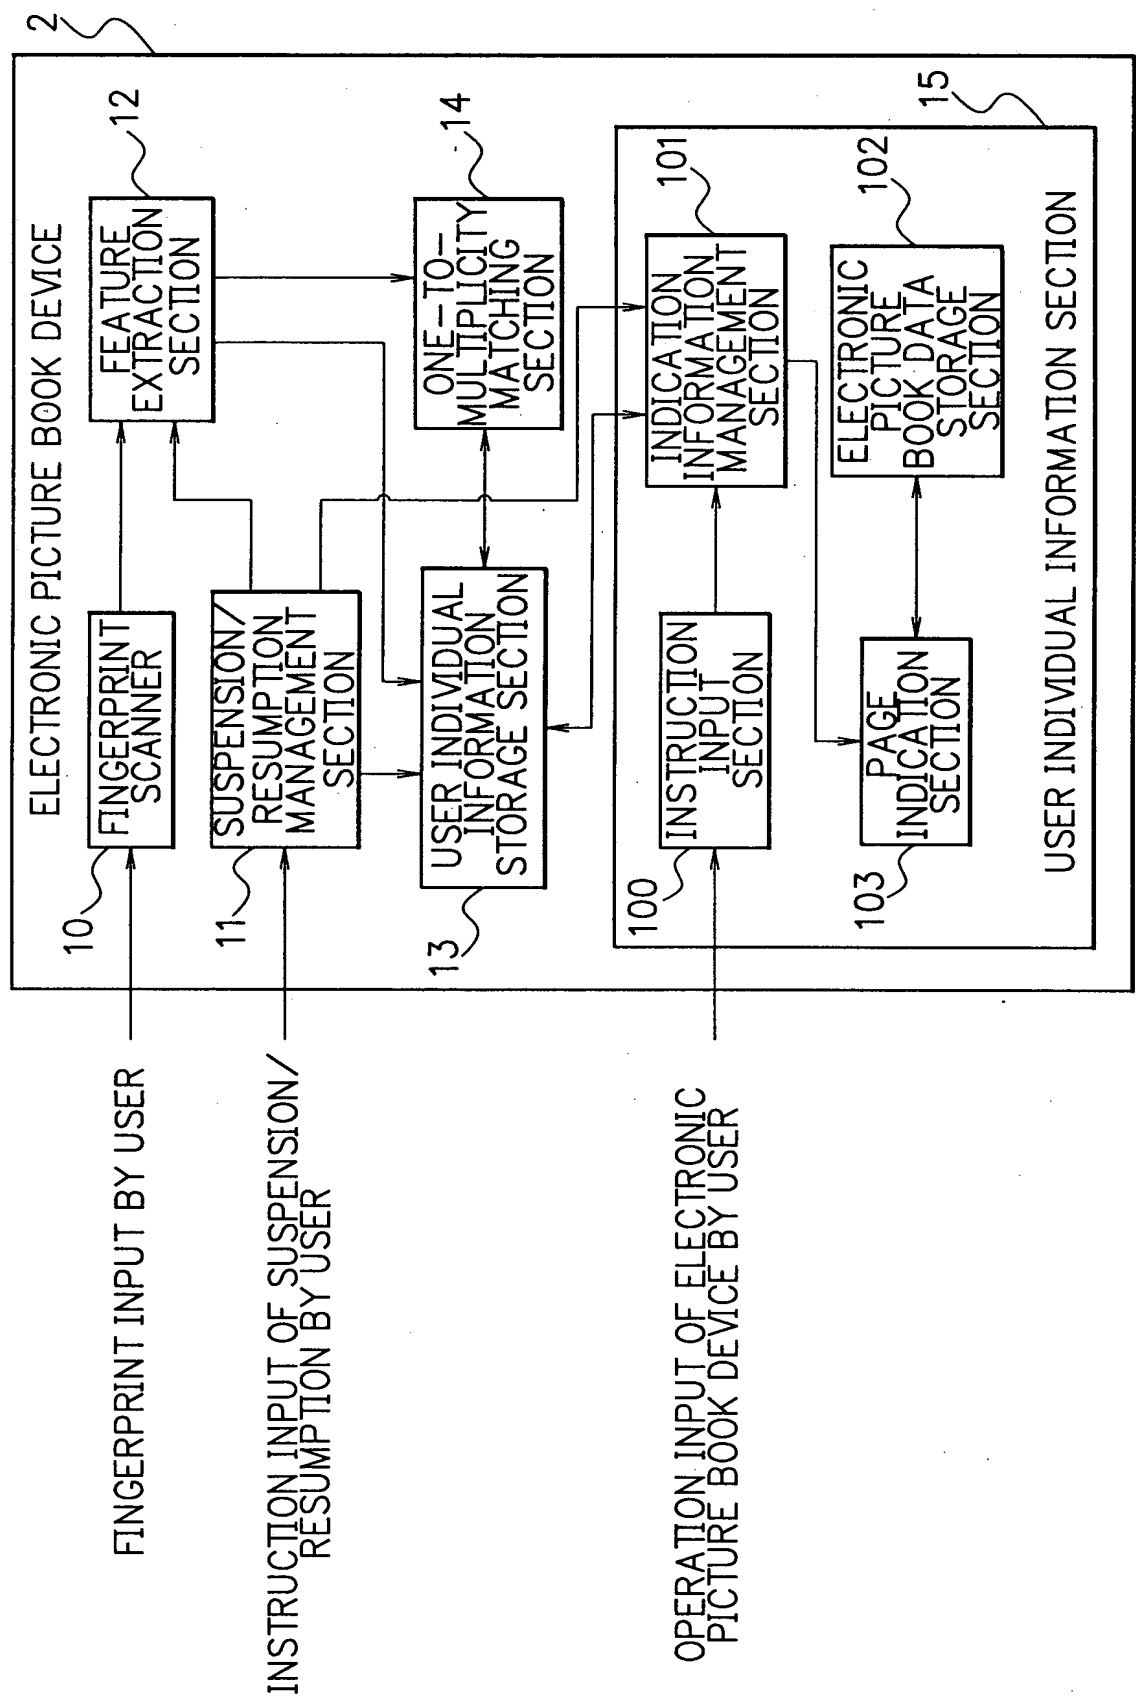 ELECTRONIC PICTURE BOOK DEVICE
2
FINGERPRINT INPUT BY USER
10
FINGERPRINT
SCANNER
12
FEATURE
EXTRACTION
SECTION
INSTRUCTION INPUT OF SUSPENSION/
RESUMPTION BY USER
11
SUSPENSION/
RESUMPTION
MANAGEMENT
SECTION
13
USER INDIVIDUAL
INFORMATION
STORAGE SECTION
14
ONE-TO-
MULTIPLICITY
MATCHING
SECTION
OPERATION INPUT OF ELECTRONIC
PICTURE BOOK DEVICE BY USER
100
INSTRUCTION
INPUT
SECTION
101
INDICATION
INFORMATION
MANAGEMENT
SECTION
15
103
PAGE
INDICATION
SECTION
102
ELECTRONIC
PICTURE
BOOK DATA
STORAGE
SECTION
USER INDIVIDUAL INFORMATION SECTION